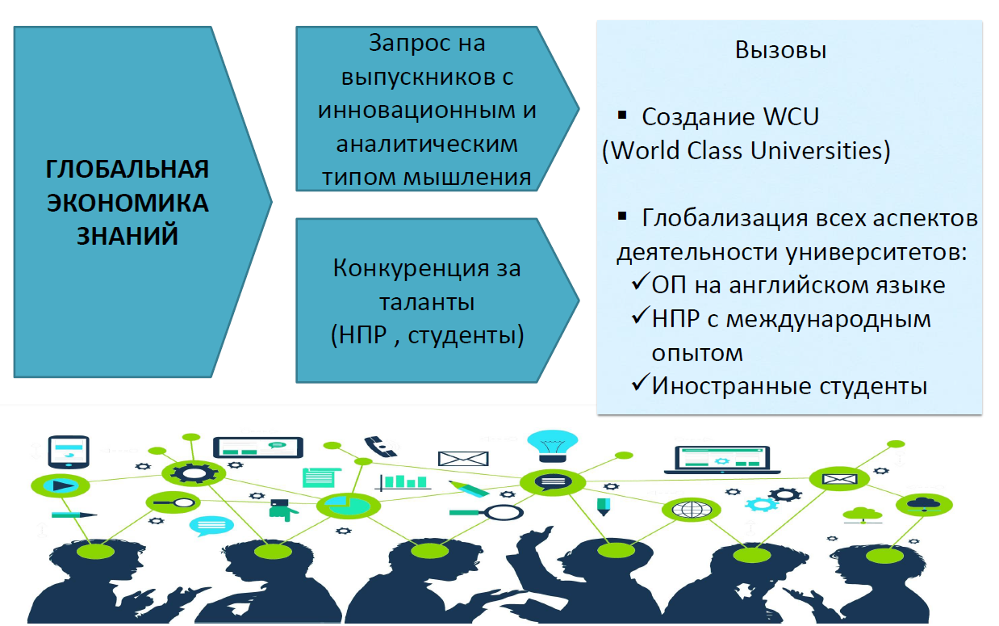 ГЛОБАЛЬНАЯ
ЭКОНОМИКА
ЗНАНИЙ
Запрос на
выпускников с
инновационным и
аналитическим
типом мышления
Конкуренция за
таланты
(НПР , студенты)
Вызовы
▪ Создание WCU
(World Class Universities)
▪ Глобализация всех аспектов
деятельности университетов:
✓ОП на английском языке
✓НПР с международным
опытом
✓Иностранные студенты